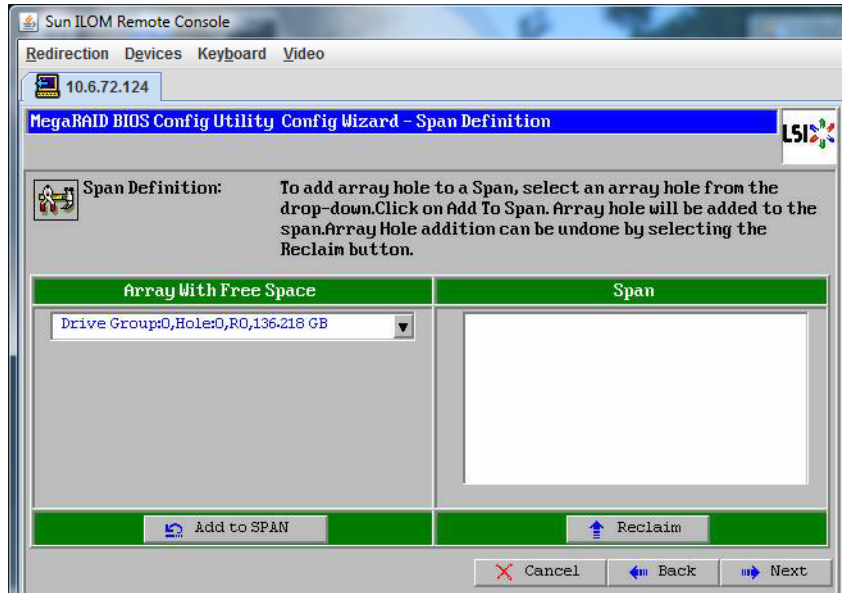 Sun ILOM Remote Console
Redirection Devices Keyboard Video
10.6.72.124
MegaRAID BIOS Config Utility Config Wizard - Span Definition
LSI
Span Definition: To add array hole to a Span, select an array hole from the
drop-down.Click on Add To Span. Array hole will be added to the
span.Array Hole addition can be undone by selecting the
Reclaim button.
Array With Free Space Span
Drive Group:0,Hole:0,R0,136.218 GB
Add to SPAN Reclaim
Cancel Back Next